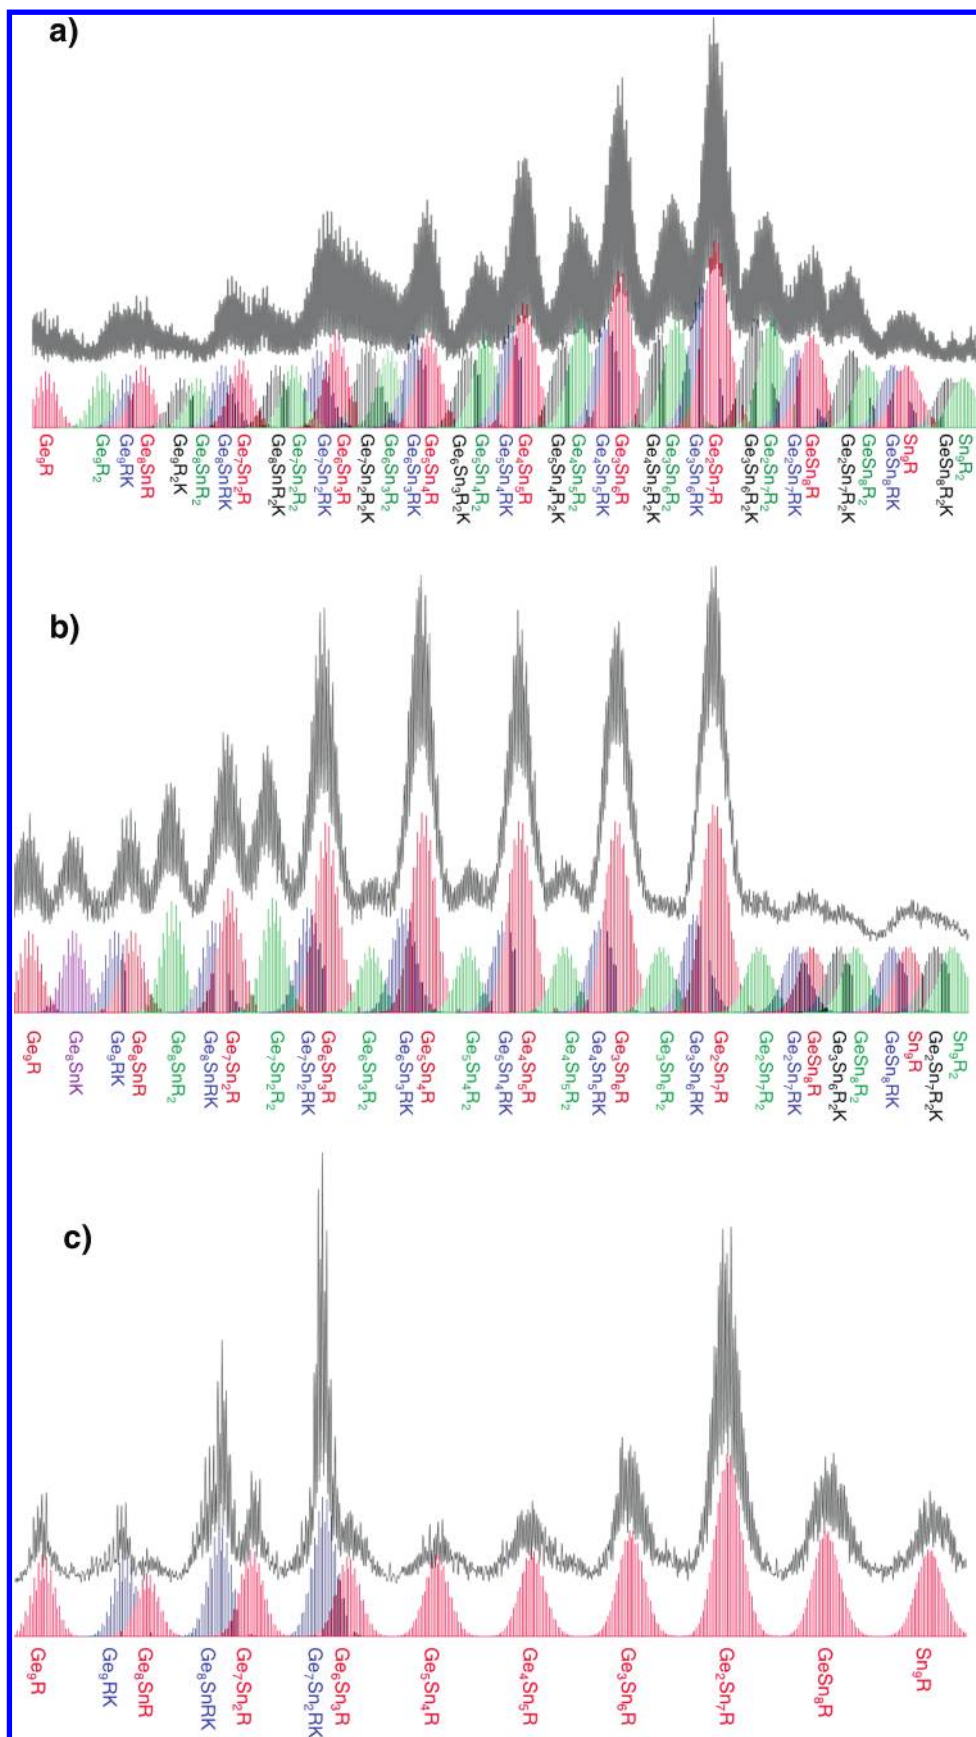 a)
Ge₉R
Ge₉R₂
Ge₉RK
Ge₈SnR
Ge₉R₂K
Ge₈SnR₂
Ge₈SnRK
Ge₇Sn₂R
Ge₈SnR₂K
Ge₇Sn₂R₂
Ge₇Sn₂RK
Ge₆Sn₃R
Ge₇Sn₂R₂K
Ge₆Sn₃R₂
Ge₆Sn₃RK
Ge₅Sn₄R
Ge₆Sn₃R₂K
Ge₅Sn₄R₂
Ge₅Sn₄RK
Ge₄Sn₅R
Ge₅Sn₄R₂K
Ge₄Sn₅R₂
Ge₄Sn₅RK
Ge₃Sn₆R
Ge₄Sn₅R₂K
Ge₃Sn₆R₂
Ge₃Sn₆RK
Ge₂Sn₇R
Ge₃Sn₆R₂K
Ge₂Sn₇R₂
Ge₂Sn₇RK
GeSn₈R
Ge₂Sn₇R₂K
GeSn₈R₂
GeSn₈RK
Sn₉R
GeSn₈R₂K
Sn₉R₂
b)
Ge₉R
Ge₈SnK
Ge₉RK
Ge₈SnR
Ge₈SnR₂
Ge₈SnRK
Ge₇Sn₂R
Ge₇Sn₂R₂
Ge₇Sn₂RK
Ge₆Sn₃R
Ge₆Sn₃R₂
Ge₆Sn₃RK
Ge₅Sn₄R
Ge₅Sn₄R₂
Ge₅Sn₄RK
Ge₄Sn₅R
Ge₄Sn₅R₂
Ge₄Sn₅RK
Ge₃Sn₆R
Ge₃Sn₆R₂
Ge₃Sn₆RK
Ge₂Sn₇R
Ge₂Sn₇R₂
Ge₂Sn₇RK
GeSn₈R
Ge₃Sn₆R₂K
GeSn₈R₂
GeSn₈RK
Sn₉R
Ge₂Sn₇R₂K
Sn₉R₂
c)
Ge₉R
Ge₉RK
Ge₈SnR
Ge₈SnRK
Ge₇Sn₂R
Ge₇Sn₂RK
Ge₆Sn₃R
Ge₅Sn₄R
Ge₄Sn₅R
Ge₃Sn₆R
Ge₂Sn₇R
GeSn₈R
Sn₉R